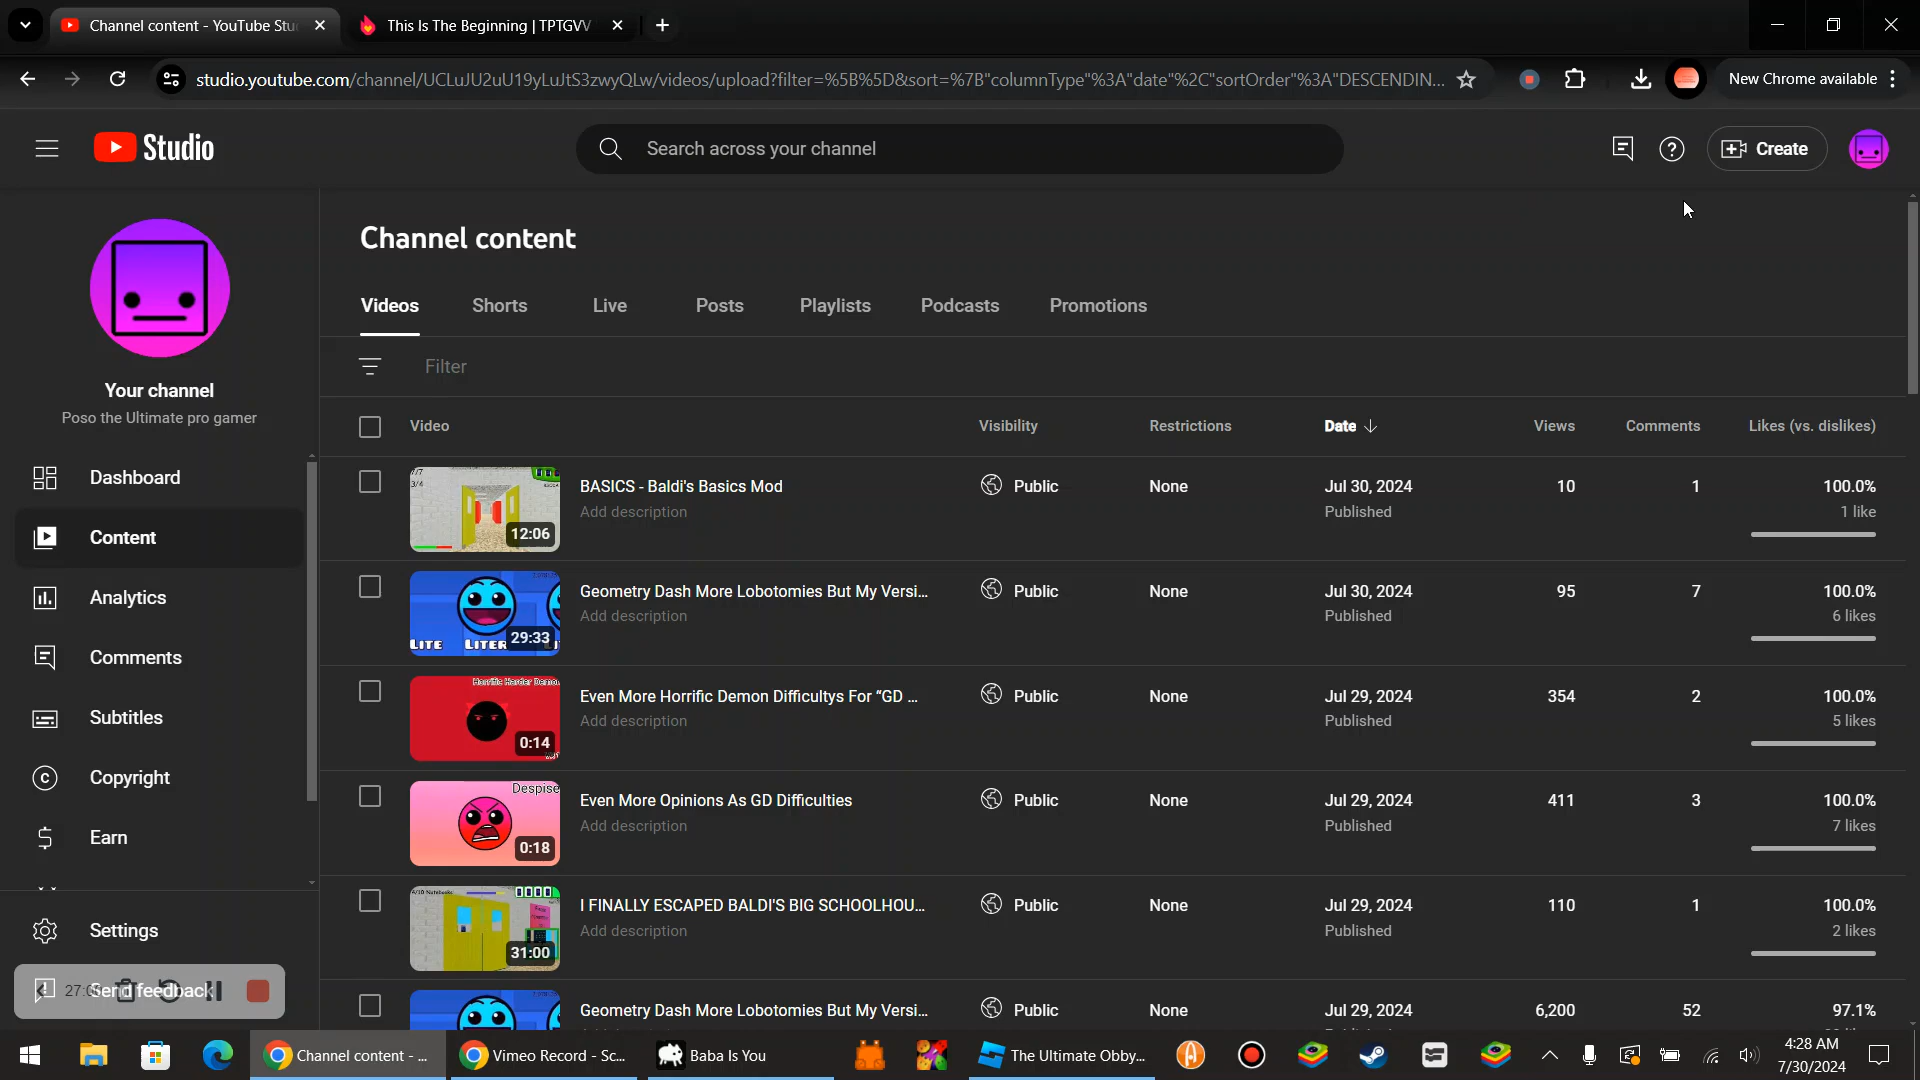 Channel content - YouTube Stu
This Is The Beginning | TPTGVV
studio.youtube.com/channel/UCLuJU2uU19yLuJtS3zwyQLw/videos/upload?filter=%5B%5D&sort=%7B"columnType"%3A"date"%2C"sortOrder"%3A"DESCENDIN...
New Chrome available
Studio
Search across your channel
Create
Your channel
Poso the Ultimate pro gamer
Dashboard
Content
Analytics
Comments
Subtitles
Copyright
Earn
Settings
Send feedback
Channel content
Videos Shorts Live Posts Playlists Podcasts Promotions
Filter
Video Visibility Restrictions Date Views Comments Likes (vs. dislikes)
12:06
BASICS - Baldi's Basics Mod Public None Jul 30, 2024 10 1 100.0%
Add description Published 1 like
LITE LITER
29:33
Geometry Dash More Lobotomies But My Versi... Public None Jul 30, 2024 95 7 100.0%
Add description Published 6 likes
Horrific Harder Demon
0:14
Even More Horrific Demon Difficultys For "GD ... Public None Jul 29, 2024 354 2 100.0%
Add description Published 5 likes
Despise
0:18
Even More Opinions As GD Difficulties Public None Jul 29, 2024 411 3 100.0%
Add description Published 7 likes
31:00
I FINALLY ESCAPED BALDI'S BIG SCHOOLHOU... Public None Jul 29, 2024 110 1 100.0%
Add description Published 2 likes
Geometry Dash More Lobotomies But My Versi... Public None Jul 29, 2024 6,200 52 97.1%
Channel content - ...
Vimeo Record - Sc...
Baba Is You
The Ultimate Obby...
4:28 AM
7/30/2024